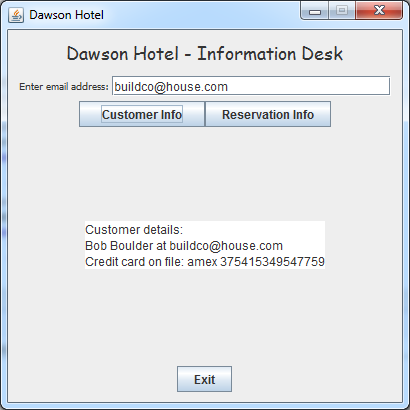 Dawson Hotel
Dawson Hotel - Information Desk
Enter email address: buildco@house.com
Customer Info Reservation Info
Customer details:
Bob Boulder at buildco@house.com
Credit card on file: amex 375415349547759
Exit